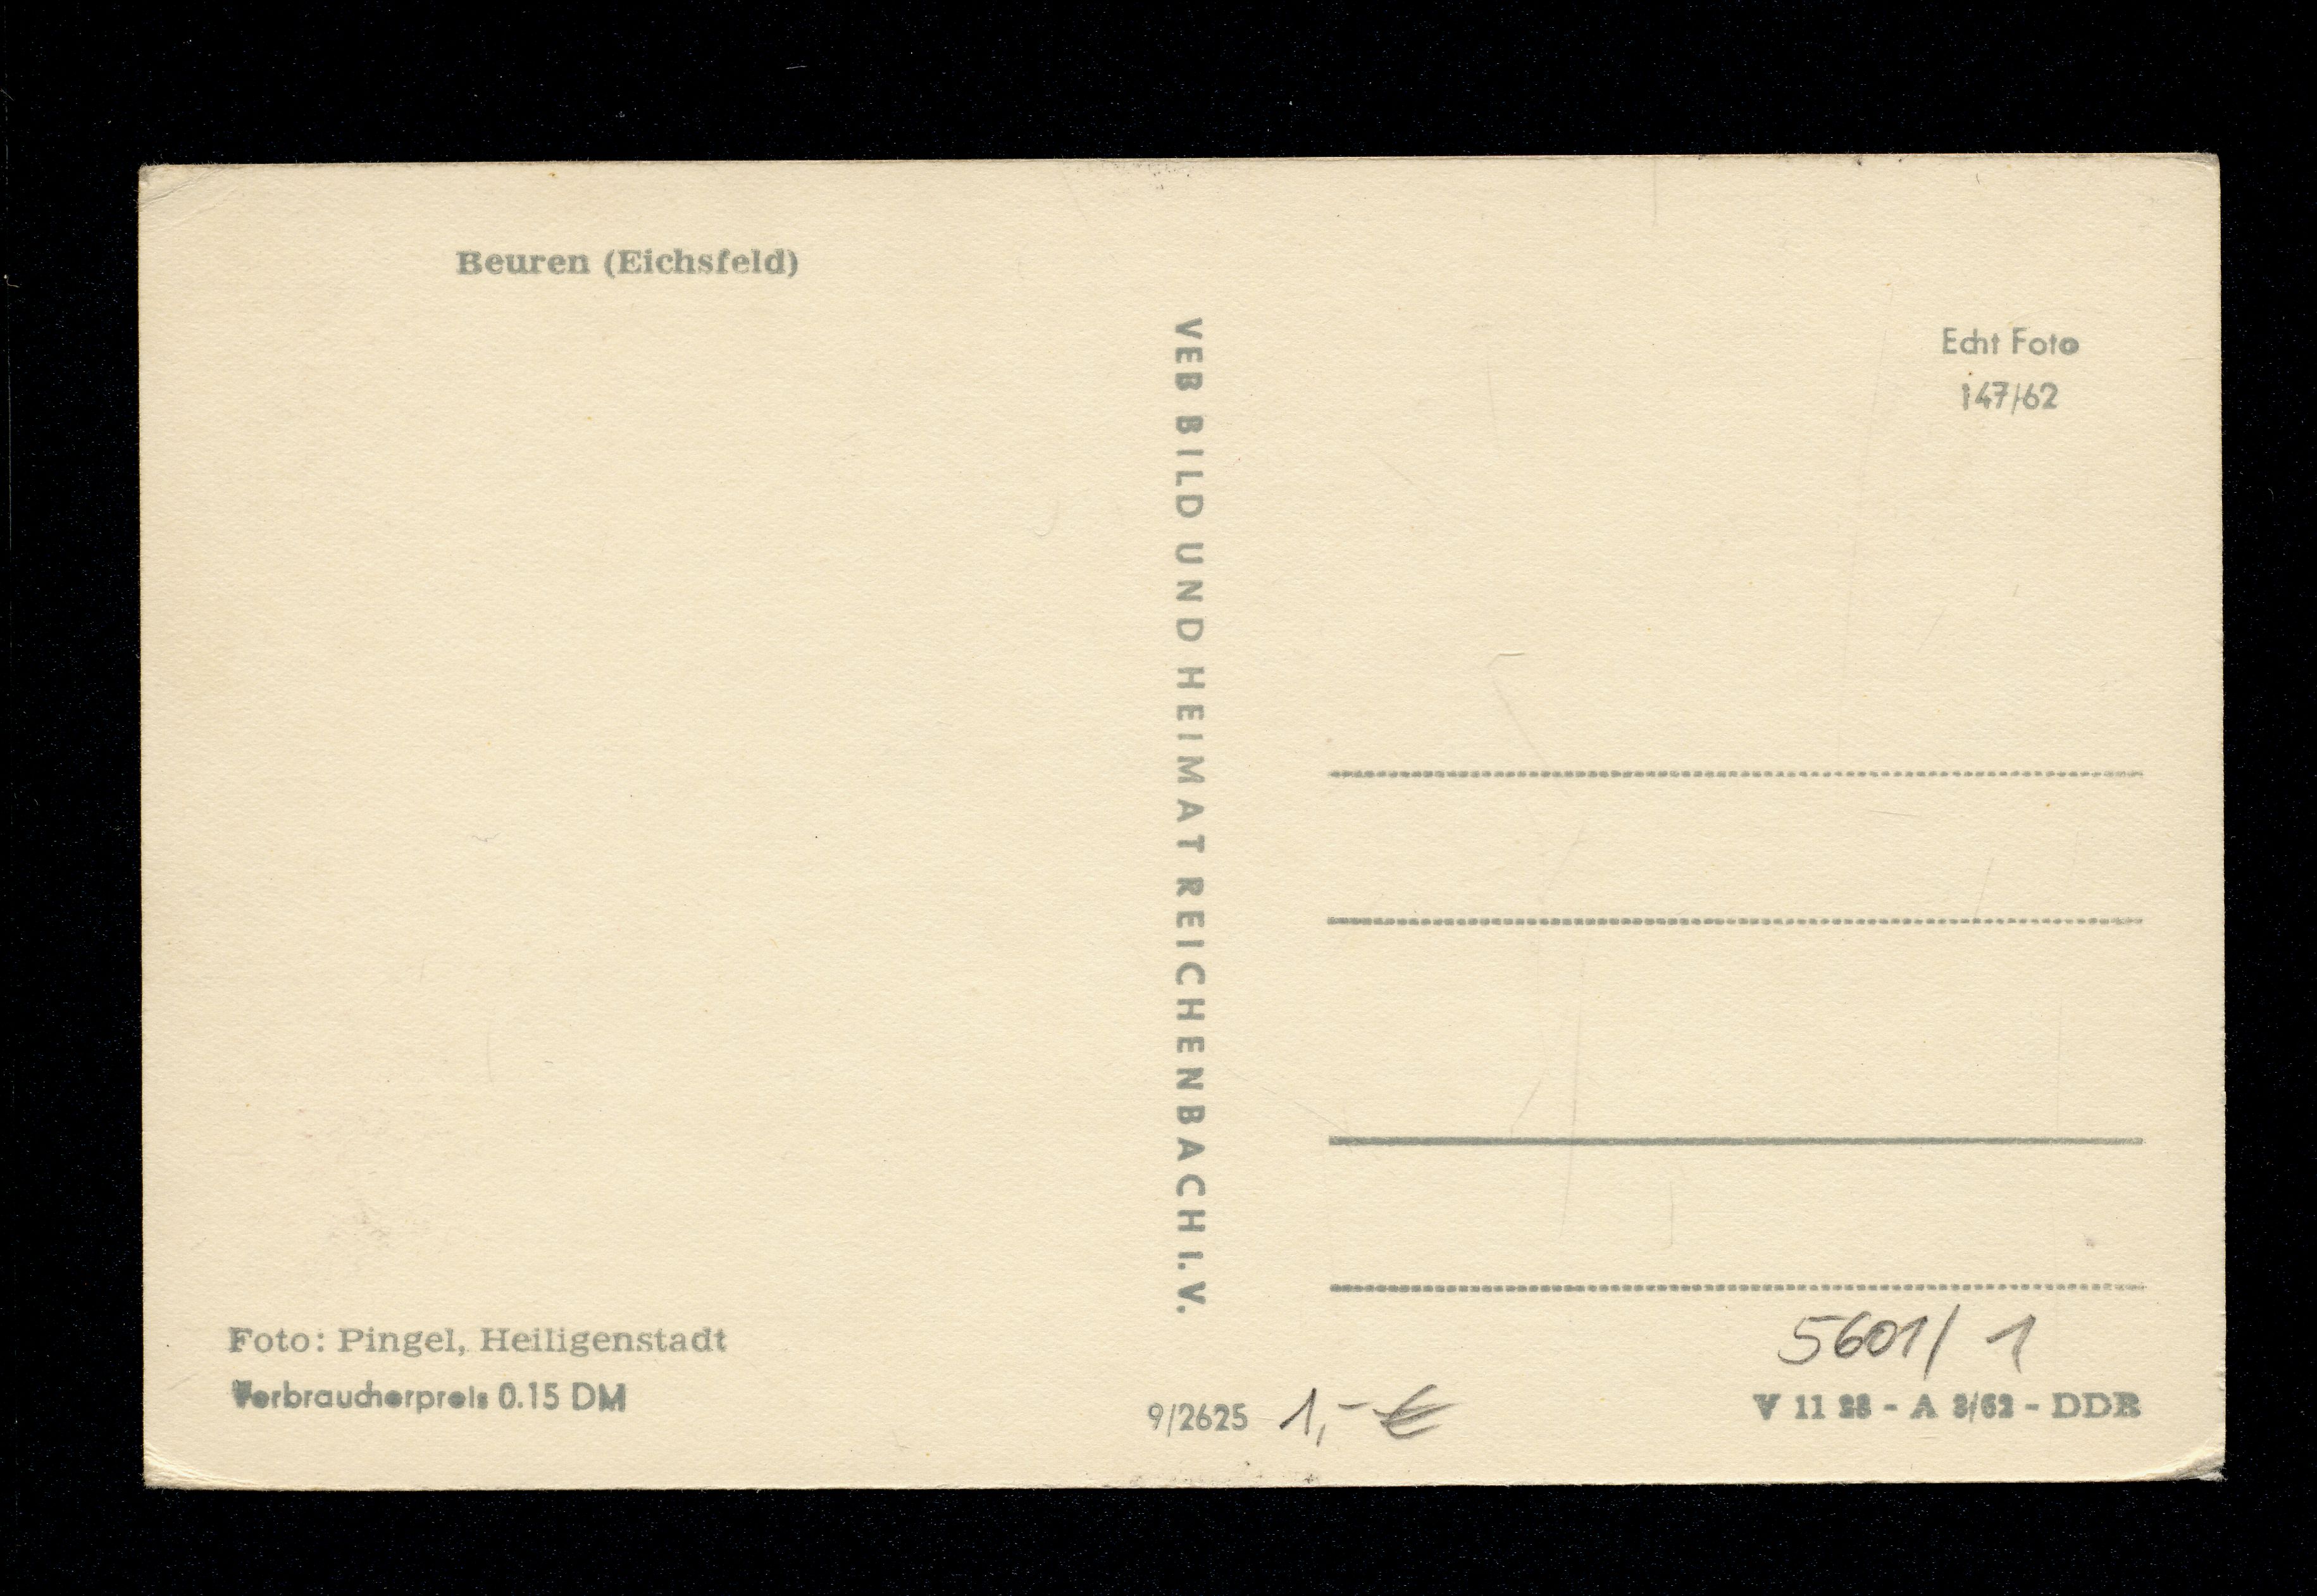 Beuren (Eichsfeld)
VEB BILD UND HEIMAT REICHENBACH I. V.
Echt Foto
147/62
Foto: Pingel, Heiligenstadt
Verbraucherpreis 0.15 DM
9/2625 1,- €
5601/ 1
V 11 28 - A 3/62 - DDR